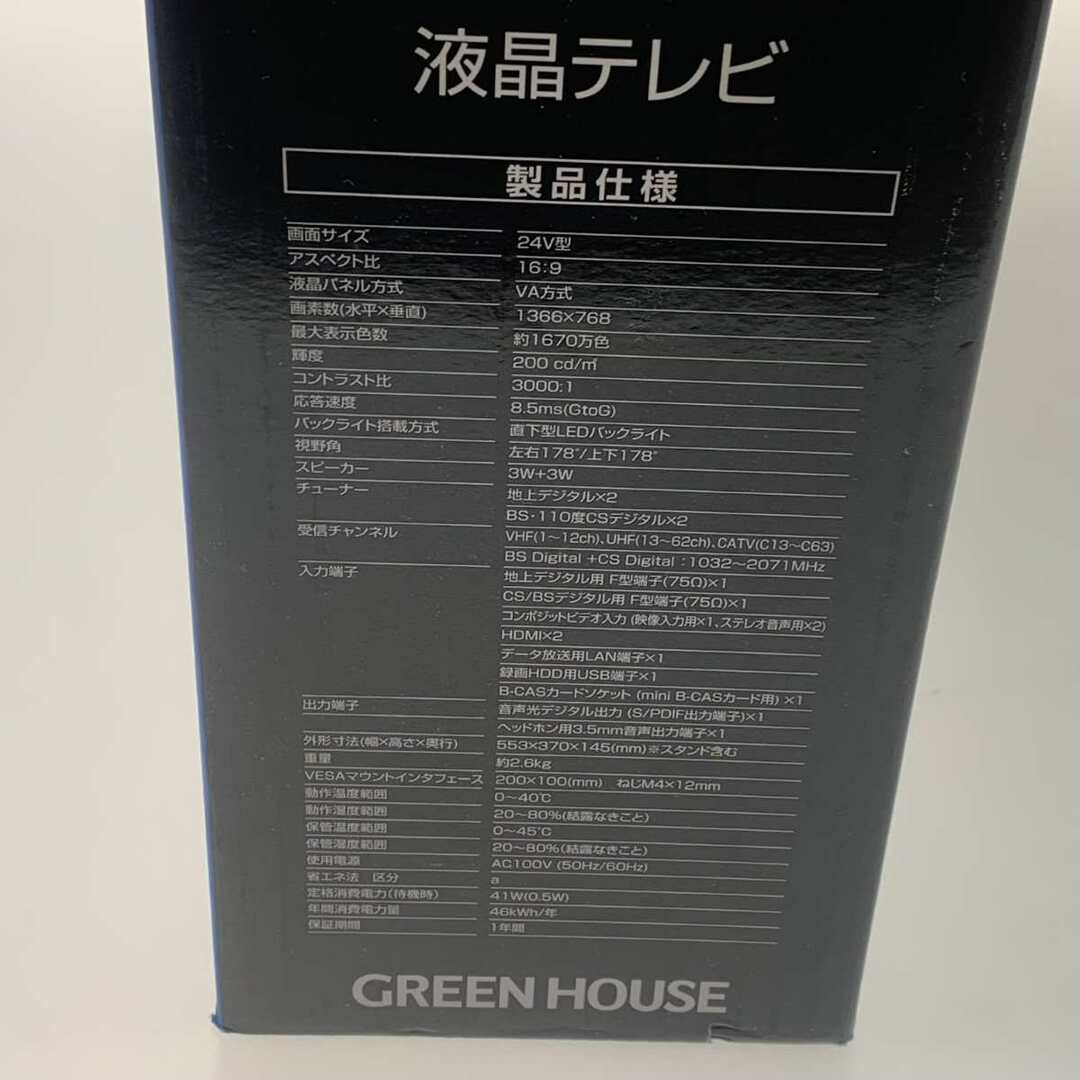 液晶テレビ
製品仕様
画面サイズ 24V型
アスペクト比 16:9
液晶パネル方式 VA方式
画素数(水平×垂直) 1366×768
最大表示色数 約1670万色
輝度 200 cd/㎡
コントラスト比 3000:1
応答速度 8.5ms(GtoG)
バックライト搭載方式 直下型LEDバックライト
視野角 左右178°/上下178°
スピーカー 3W+3W
チューナー 地上デジタル×2
BS・110度CSデジタル×2
受信チャンネル VHF(1~12ch)、UHF(13~62ch)、CATV(C13~C63)
BS Digital +CS Digital : 1032~2071MHz
入力端子 地上デジタル用 F型端子(75Ω)×1
CS/BSデジタル用 F型端子(75Ω)×1
コンポジットビデオ入力 (映像入力用×1、ステレオ音声用×2)
HDMI×2
データ放送用LAN端子×1
録画HDD用USB端子×1
B-CASカードソケット (mini B-CASカード用) ×1
出力端子 音声光デジタル出力 (S/PDIF出力端子)×1
ヘッドホン用3.5mm音声出力端子×1
外形寸法(幅×高さ×奥行) 553×370×145(mm)※スタンド含む
重量 約2.6kg
VESAマウントインタフェース 200×100(mm) ねじM4×12mm
動作温度範囲 0~40℃
動作湿度範囲 20~80%(結露なきこと)
保管温度範囲 0~45℃
保管湿度範囲 20~80%(結露なきこと)
使用電源 AC100V (50Hz/60Hz)
省エネ法 区分 a
定格消費電力(待機時) 41W(0.5W)
年間消費電力量 46kWh/年
保証期間 1年間
GREEN HOUSE